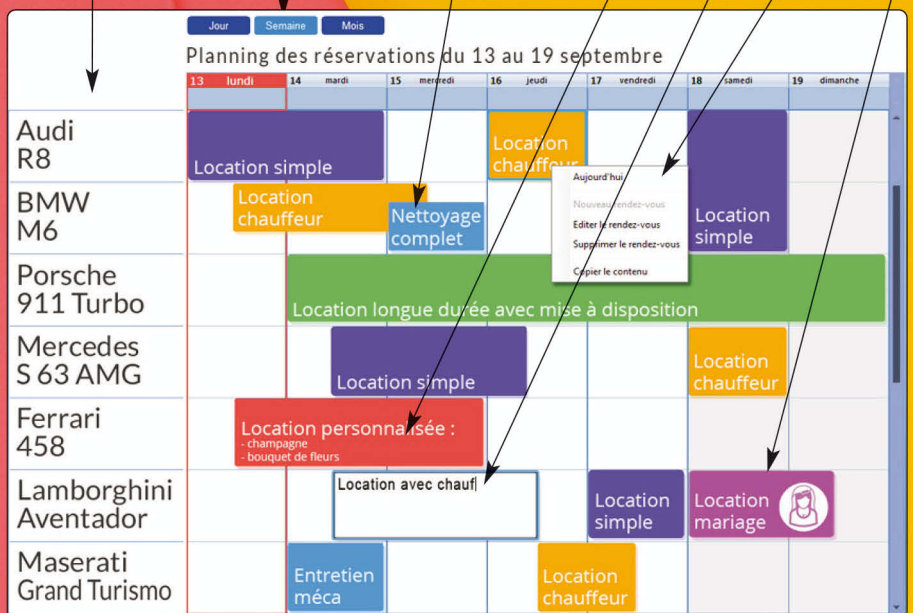 Jour Semaine Mois
Planning des réservations du 13 au 19 septembre
13 lundi 14 mardi 15 mercredi 16 jeudi 17 vendredi 18 samedi 19 dimanche
Audi
R8
Location simple
Location
chauffeur
Location
simple
Aujourd'hui
Nouveau rendez-vous
Editer le rendez-vous
Supprimer le rendez-vous
Copier le contenu
BMW
M6
Location
chauffeur
Nettoyage
complet
Porsche
911 Turbo
Location longue durée avec mise à disposition
Mercedes
S 63 AMG
Location simple
Location
chauffeur
Ferrari
458
Location personnalisée :
- champagne
- bouquet de fleurs
Lamborghini
Aventador
Location avec chauf
Location
simple
Location
mariage
Maserati
Grand Turismo
Entretien
méca
Location
chauffeur